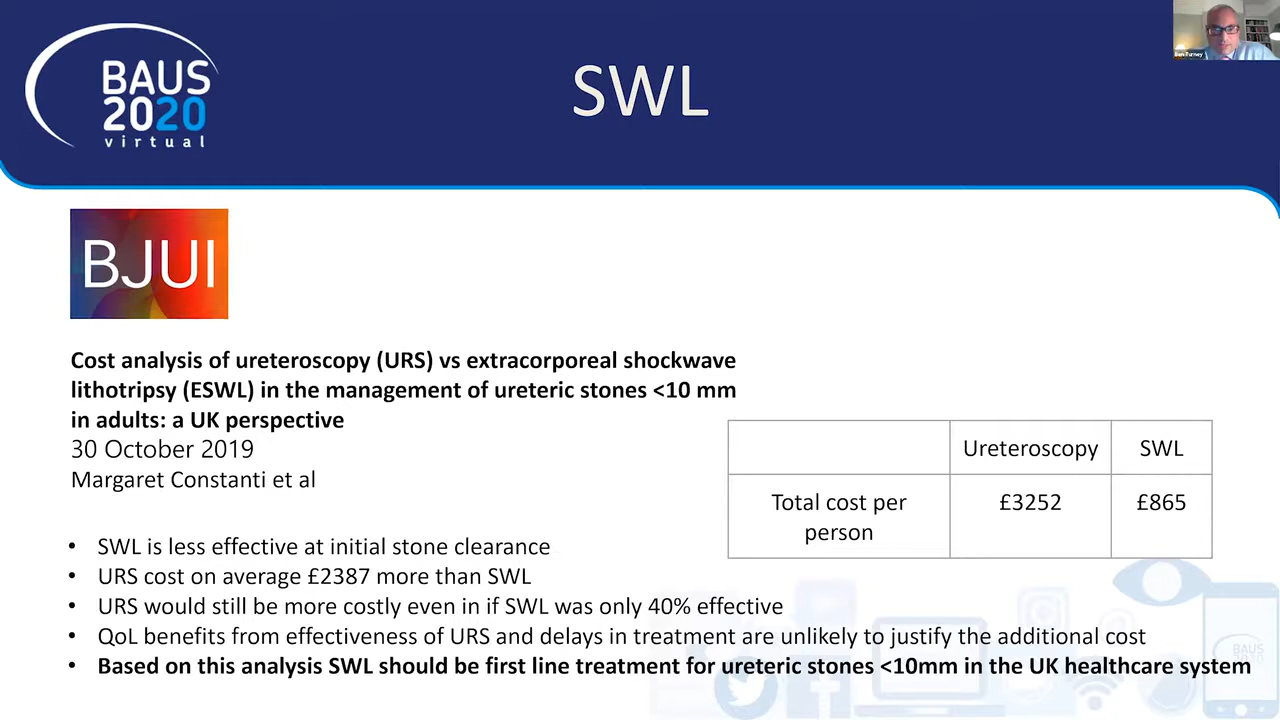 BAUS
2020
virtual
SWL
Ben Turney
BJUI
Cost analysis of ureteroscopy (URS) vs extracorporeal shockwave
lithotripsy (ESWL) in the management of ureteric stones <10 mm
in adults: a UK perspective
30 October 2019
Margaret Constanti et al
Ureteroscopy SWL
Total cost per £3252 £865
person
• SWL is less effective at initial stone clearance
• URS cost on average £2387 more than SWL
• URS would still be more costly even in if SWL was only 40% effective
• QoL benefits from effectiveness of URS and delays in treatment are unlikely to justify the additional cost
• Based on this analysis SWL should be first line treatment for ureteric stones <10mm in the UK healthcare system
BAUS
2020